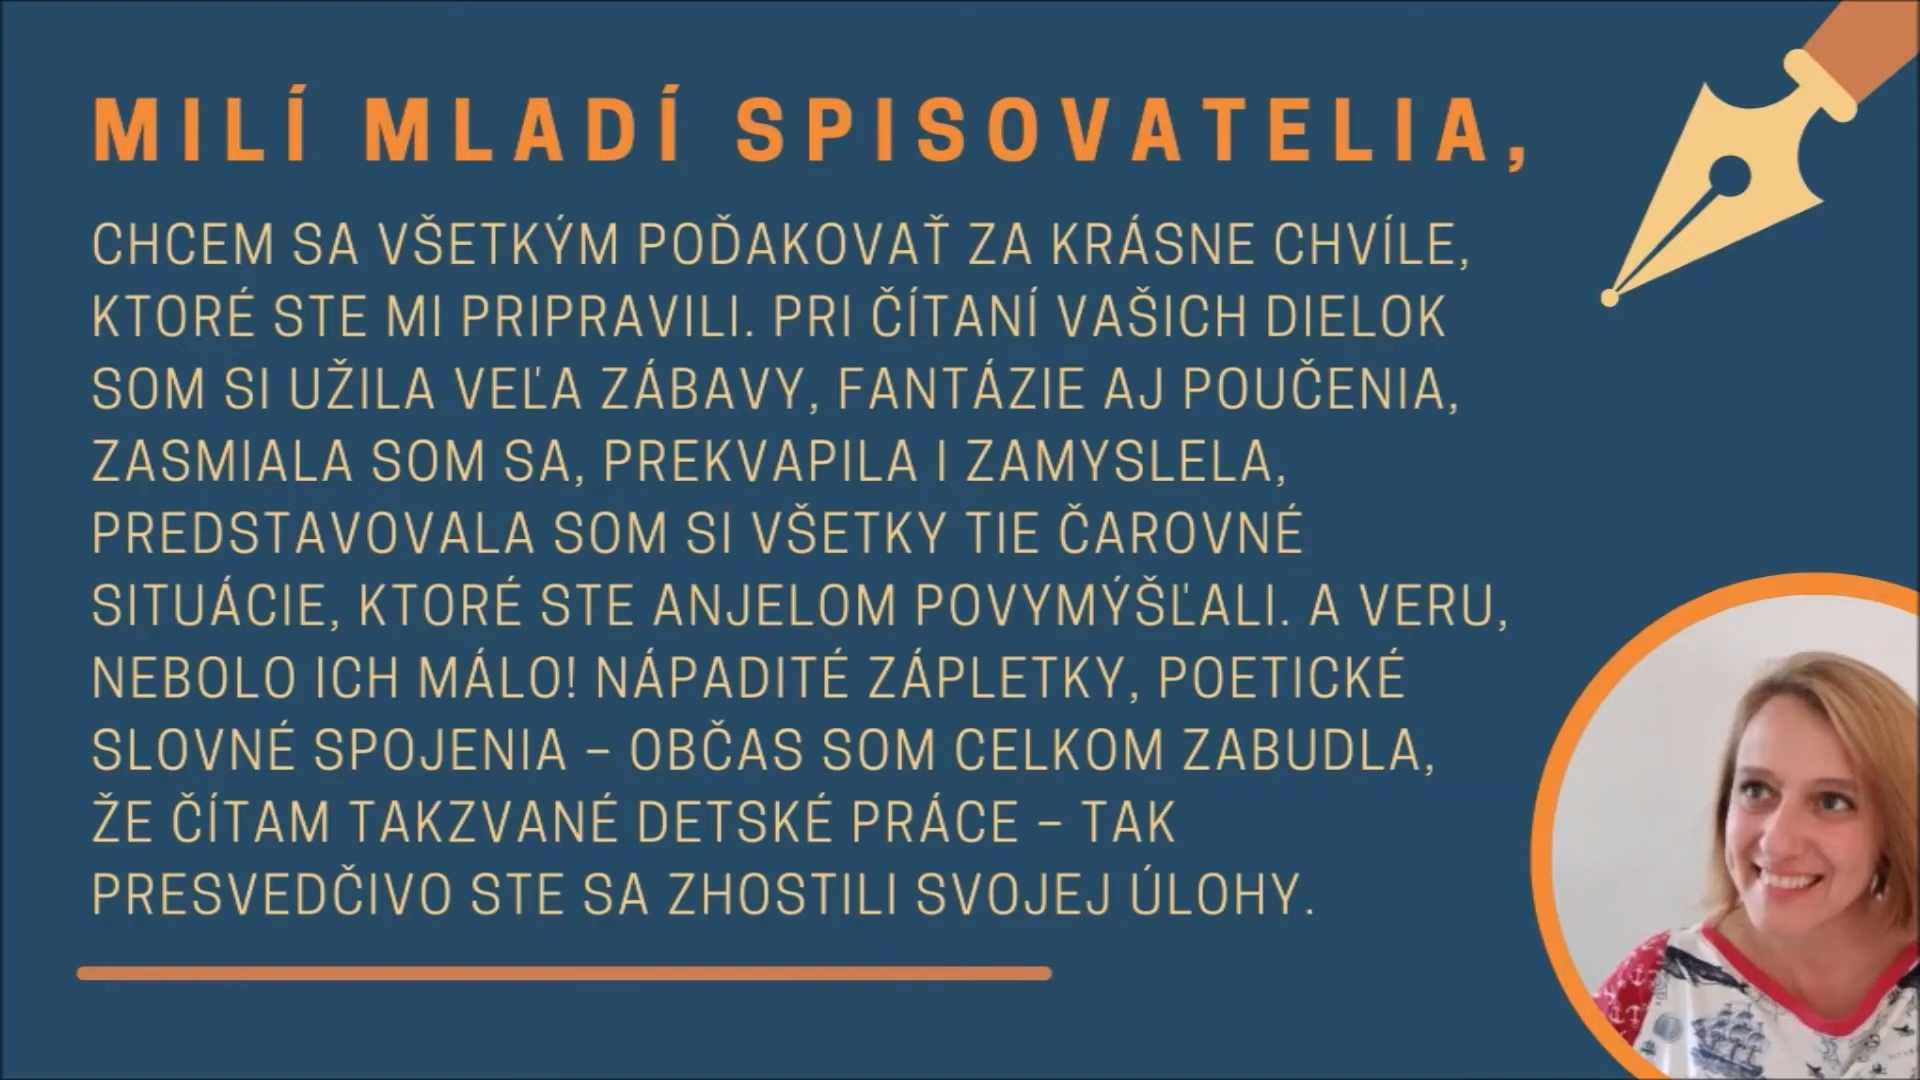 MILÍ MLADÍ SPISOVATELIA,
CHCEM SA VŠETKÝM POĎAKOVAŤ ZA KRÁSNE CHVÍLE,
KTORÉ STE MI PRIPRAVILI. PRI ČÍTANÍ VAŠICH DIELOK
SOM SI UŽILA VEĽA ZÁBAVY, FANTÁZIE AJ POUČENIA,
ZASMIALA SOM SA, PREKVAPILA I ZAMYSLELA,
PREDSTAVOVALA SOM SI VŠETKY TIE ČAROVNÉ
SITUÁCIE, KTORÉ STE ANJELOM POVYMÝŠĽALI. A VERU,
NEBOLO ICH MÁLO! NÁPADITÉ ZÁPLETKY, POETICKÉ
SLOVNÉ SPOJENIA – OBČAS SOM CELKOM ZABUDLA,
ŽE ČÍTAM TAKZVANÉ DETSKÉ PRÁCE – TAK
PRESVEDČIVO STE SA ZHOSTILI SVOJEJ ÚLOHY.